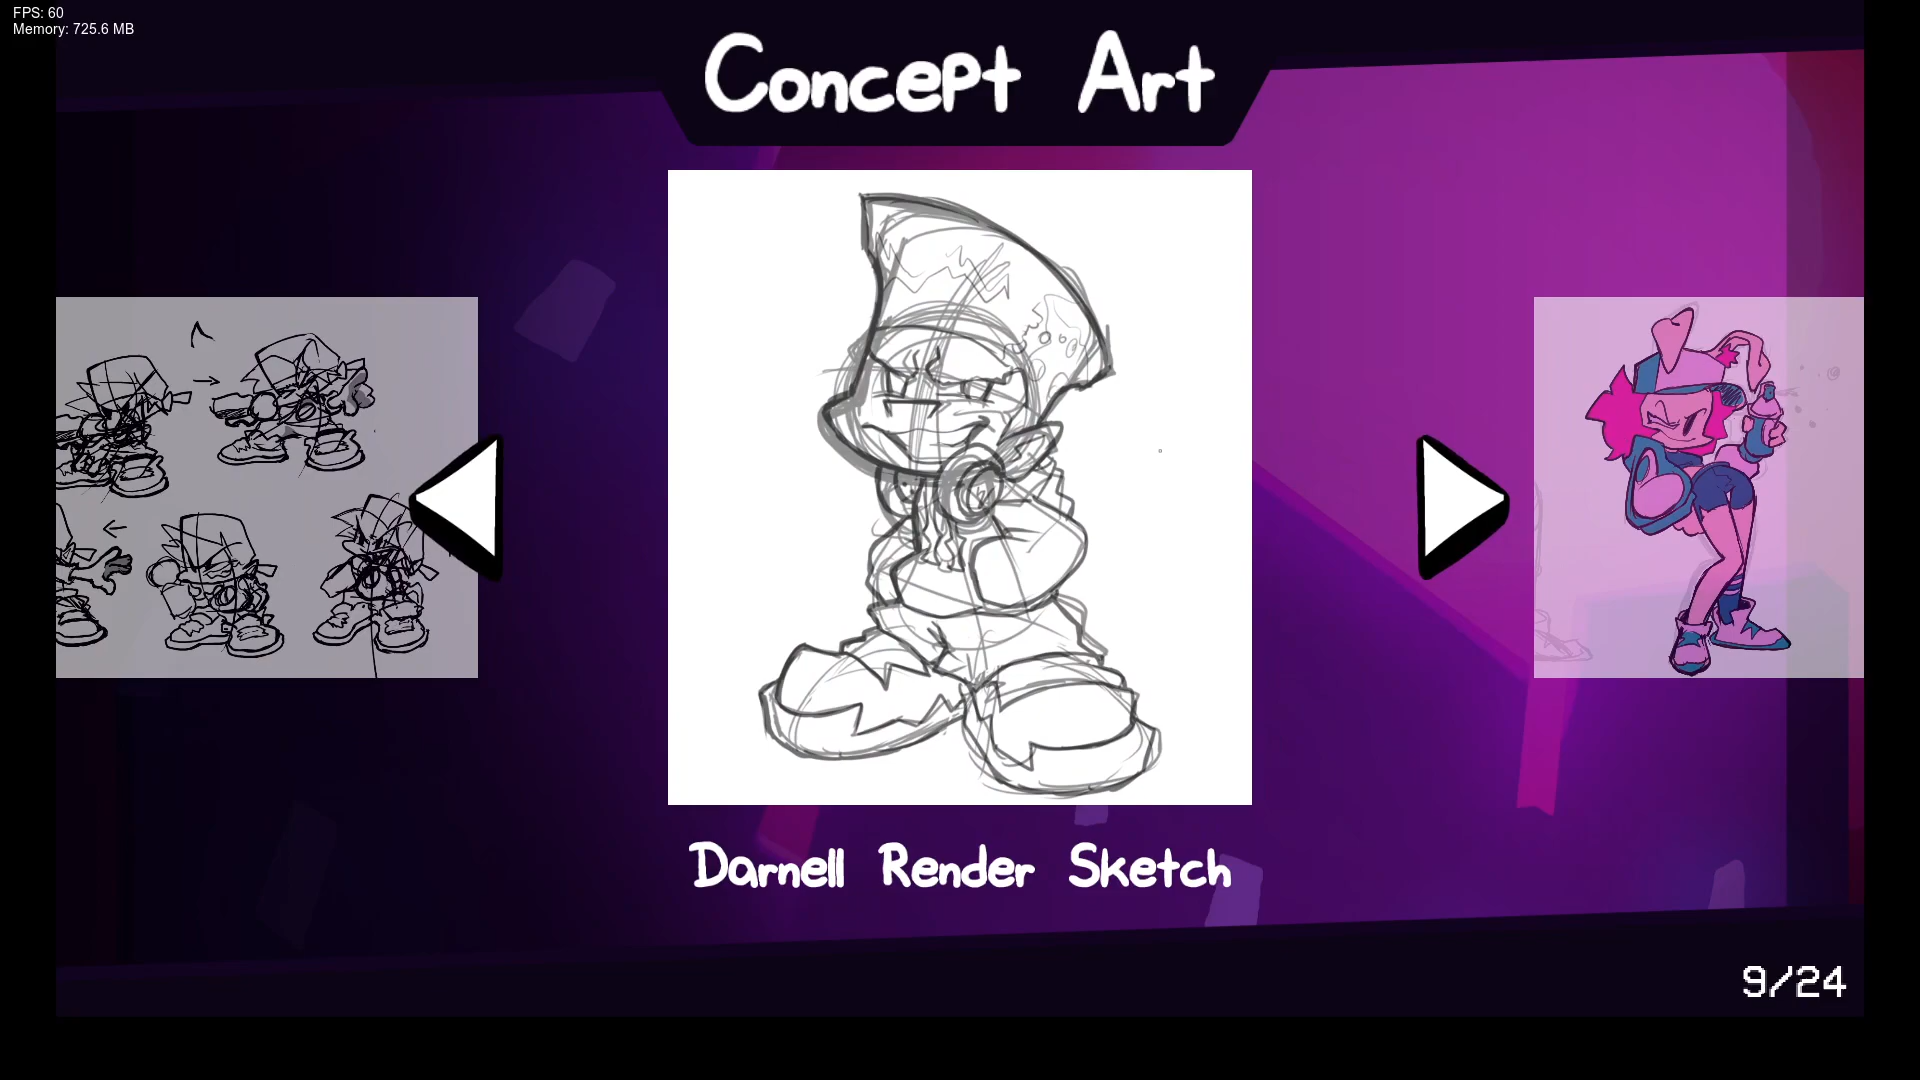 FPS: 60
Memory: 725.6 MB
Concept Art
Darnell Render Sketch
9/24